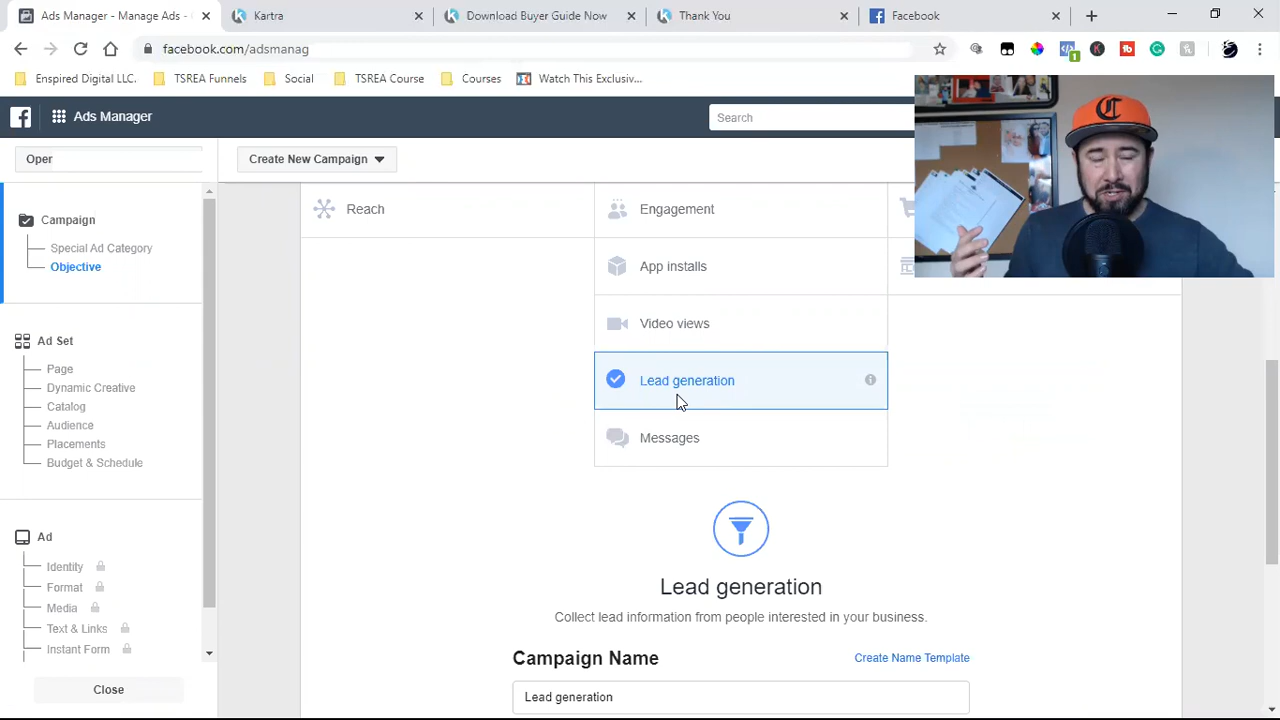 Ads Manager - Manage Ads -
Kartra
Download Buyer Guide Now
Thank You
Facebook
facebook.com/adsmanag
1
Enspired Digital LLC.
TSREA Funnels
Social
TSREA Course
Courses
Watch This Exclusiv...
Ads Manager
Search
Oper
Create New Campaign
Campaign
Special Ad Category
Objective
Ad Set
Page
Dynamic Creative
Catalog
Audience
Placements
Budget & Schedule
Ad
Identity
Format
Media
Text & Links
Instant Form
Close
Reach
Engagement
App installs
Video views
Lead generation
Messages
Lead generation
Collect lead information from people interested in your business.
Campaign Name
Create Name Template
Lead generation
C